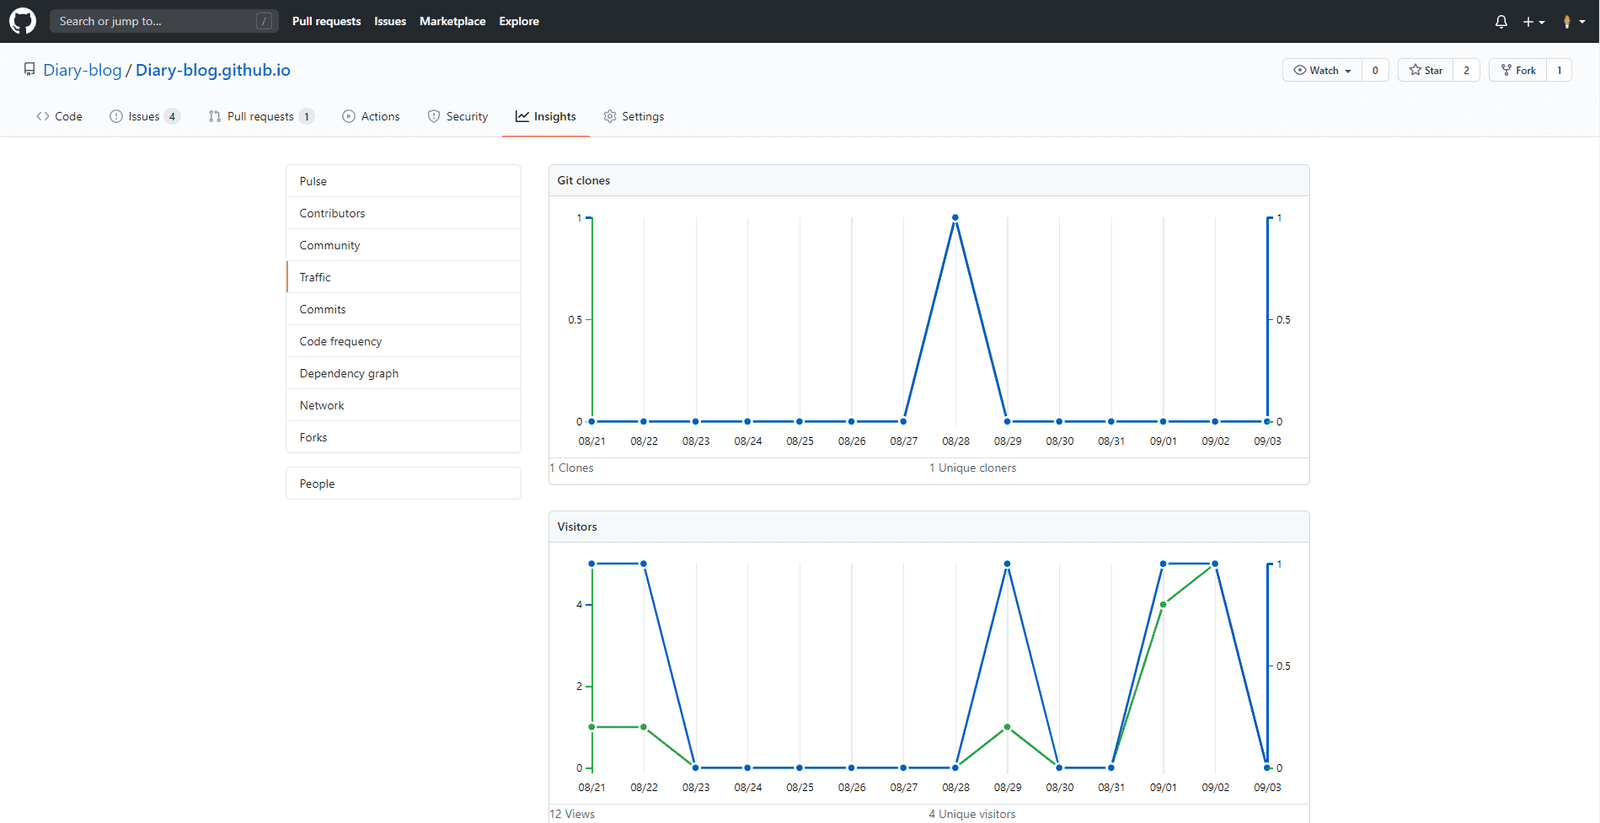 Search or jump to... / Pull requests Issues Marketplace Explore
Diary-blog / Diary-blog.github.io Watch 0 Star 2 Fork 1
Code Issues 4 Pull requests 1 Actions Security Insights Settings
Pulse
Contributors
Community
Traffic
Commits
Code frequency
Dependency graph
Network
Forks
People
Git clones
1 1
0.5 0.5
0 0
08/21 08/22 08/23 08/24 08/25 08/26 08/27 08/28 08/29 08/30 08/31 09/01 09/02 09/03
1 Clones 1 Unique cloners
Visitors
1
4
0.5
2
0 0
08/21 08/22 08/23 08/24 08/25 08/26 08/27 08/28 08/29 08/30 08/31 09/01 09/02 09/03
12 Views 4 Unique visitors